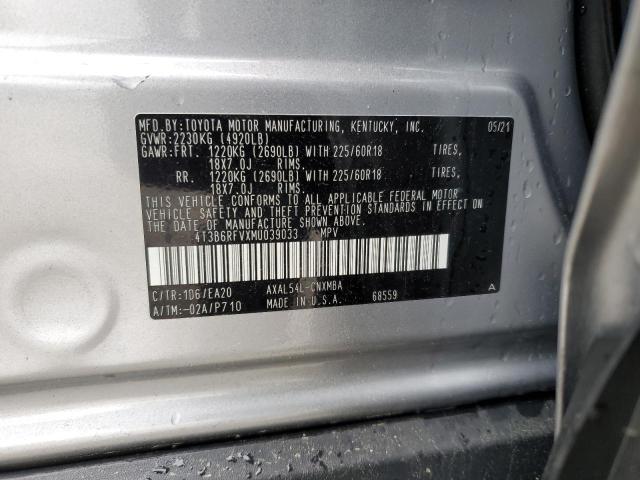 MFD.BY:TOYOTA MOTOR MANUFACTURING, KENTUCKY, INC. 05/21
GVWR:2230KG (4920LB)
GAWR:FRT. 1220KG (2690LB) WITH 225/60R18 TIRES,
18X7.0J RIMS.
RR. 1220KG (2690LB) WITH 225/60R18 TIRES,
18X7.0J RIMS.
THIS VEHICLE CONFORMS TO ALL APPLICABLE FEDERAL MOTOR
VEHICLE SAFETY AND THEFT PREVENTION STANDARDS IN EFFECT
AT THE DATE OF MANUFACTURE SHOWN ABOVE.
4T3B6RFVXMU039033 MPV
C/TR:1D6/EA20 AXAL54L-CNXMBA
A/TM:-02A/P710 MADE IN U.S.A. 68559 A